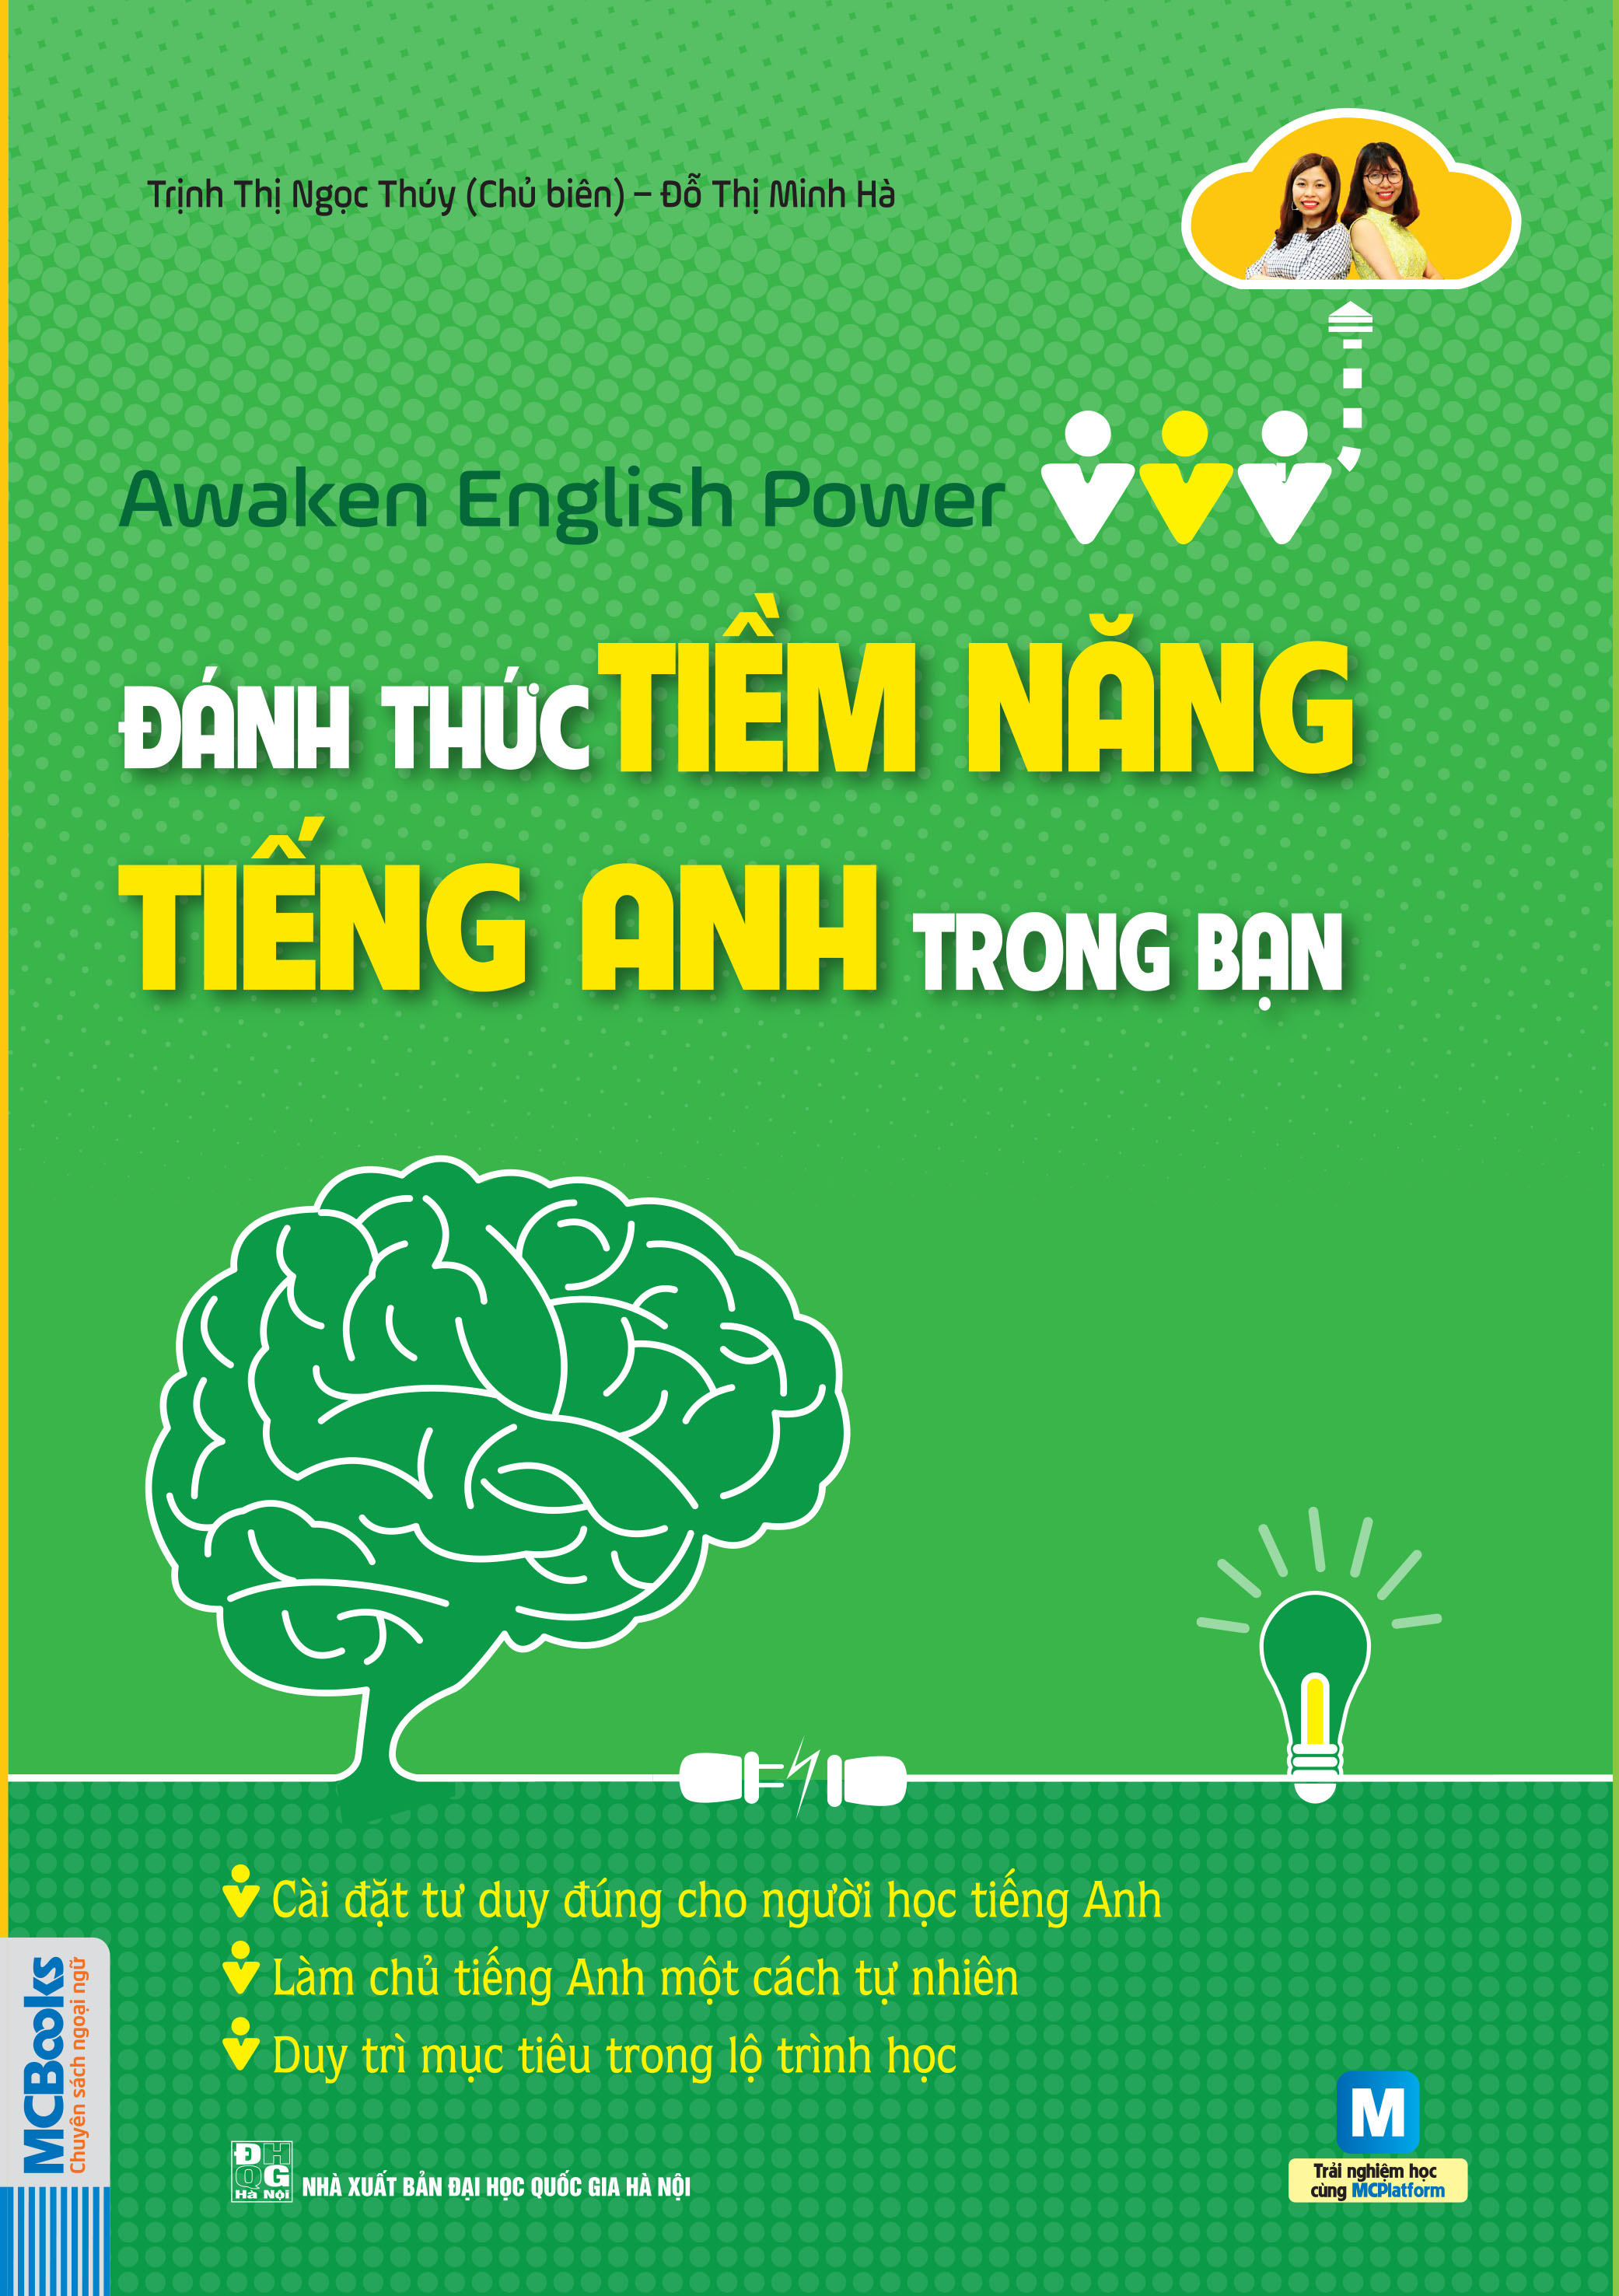 Trịnh Thị Ngọc Thúy (Chủ biên) – Đỗ Thị Minh Hà
Awaken English Power
ĐÁNH THỨC TIỀM NĂNG
TIẾNG ANH TRONG BẠN
Cài đặt tư duy đúng cho người học tiếng Anh
Làm chủ tiếng Anh một cách tự nhiên
Duy trì mục tiêu trong lộ trình học
MCBooks
Chuyên sách ngoại ngữ
ĐH
QG
Hà Nội
NHÀ XUẤT BẢN ĐẠI HỌC QUỐC GIA HÀ NỘI
M
Trải nghiệm học
cùng MCPlatform